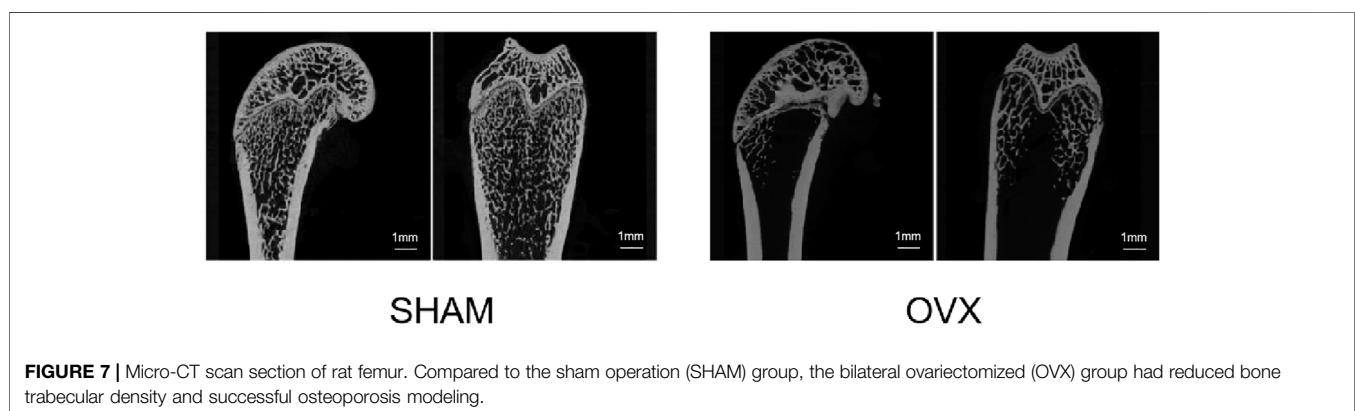 1mm
1mm
1mm
1mm
SHAM
OVX
FIGURE 7 | Micro-CT scan section of rat femur. Compared to the sham operation (SHAM) group, the bilateral ovariectomized (OVX) group had reduced bone
trabecular density and successful osteoporosis modeling.